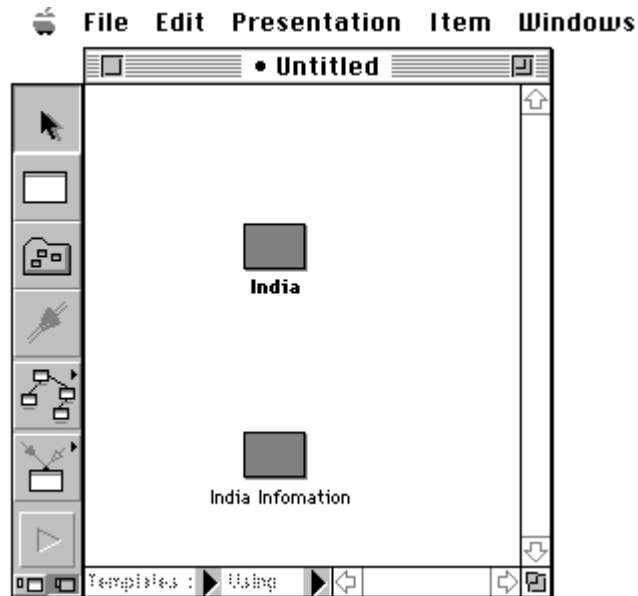 File Edit Presentation Item Windows
• Untitled
India
India Infomation
Templates : Using